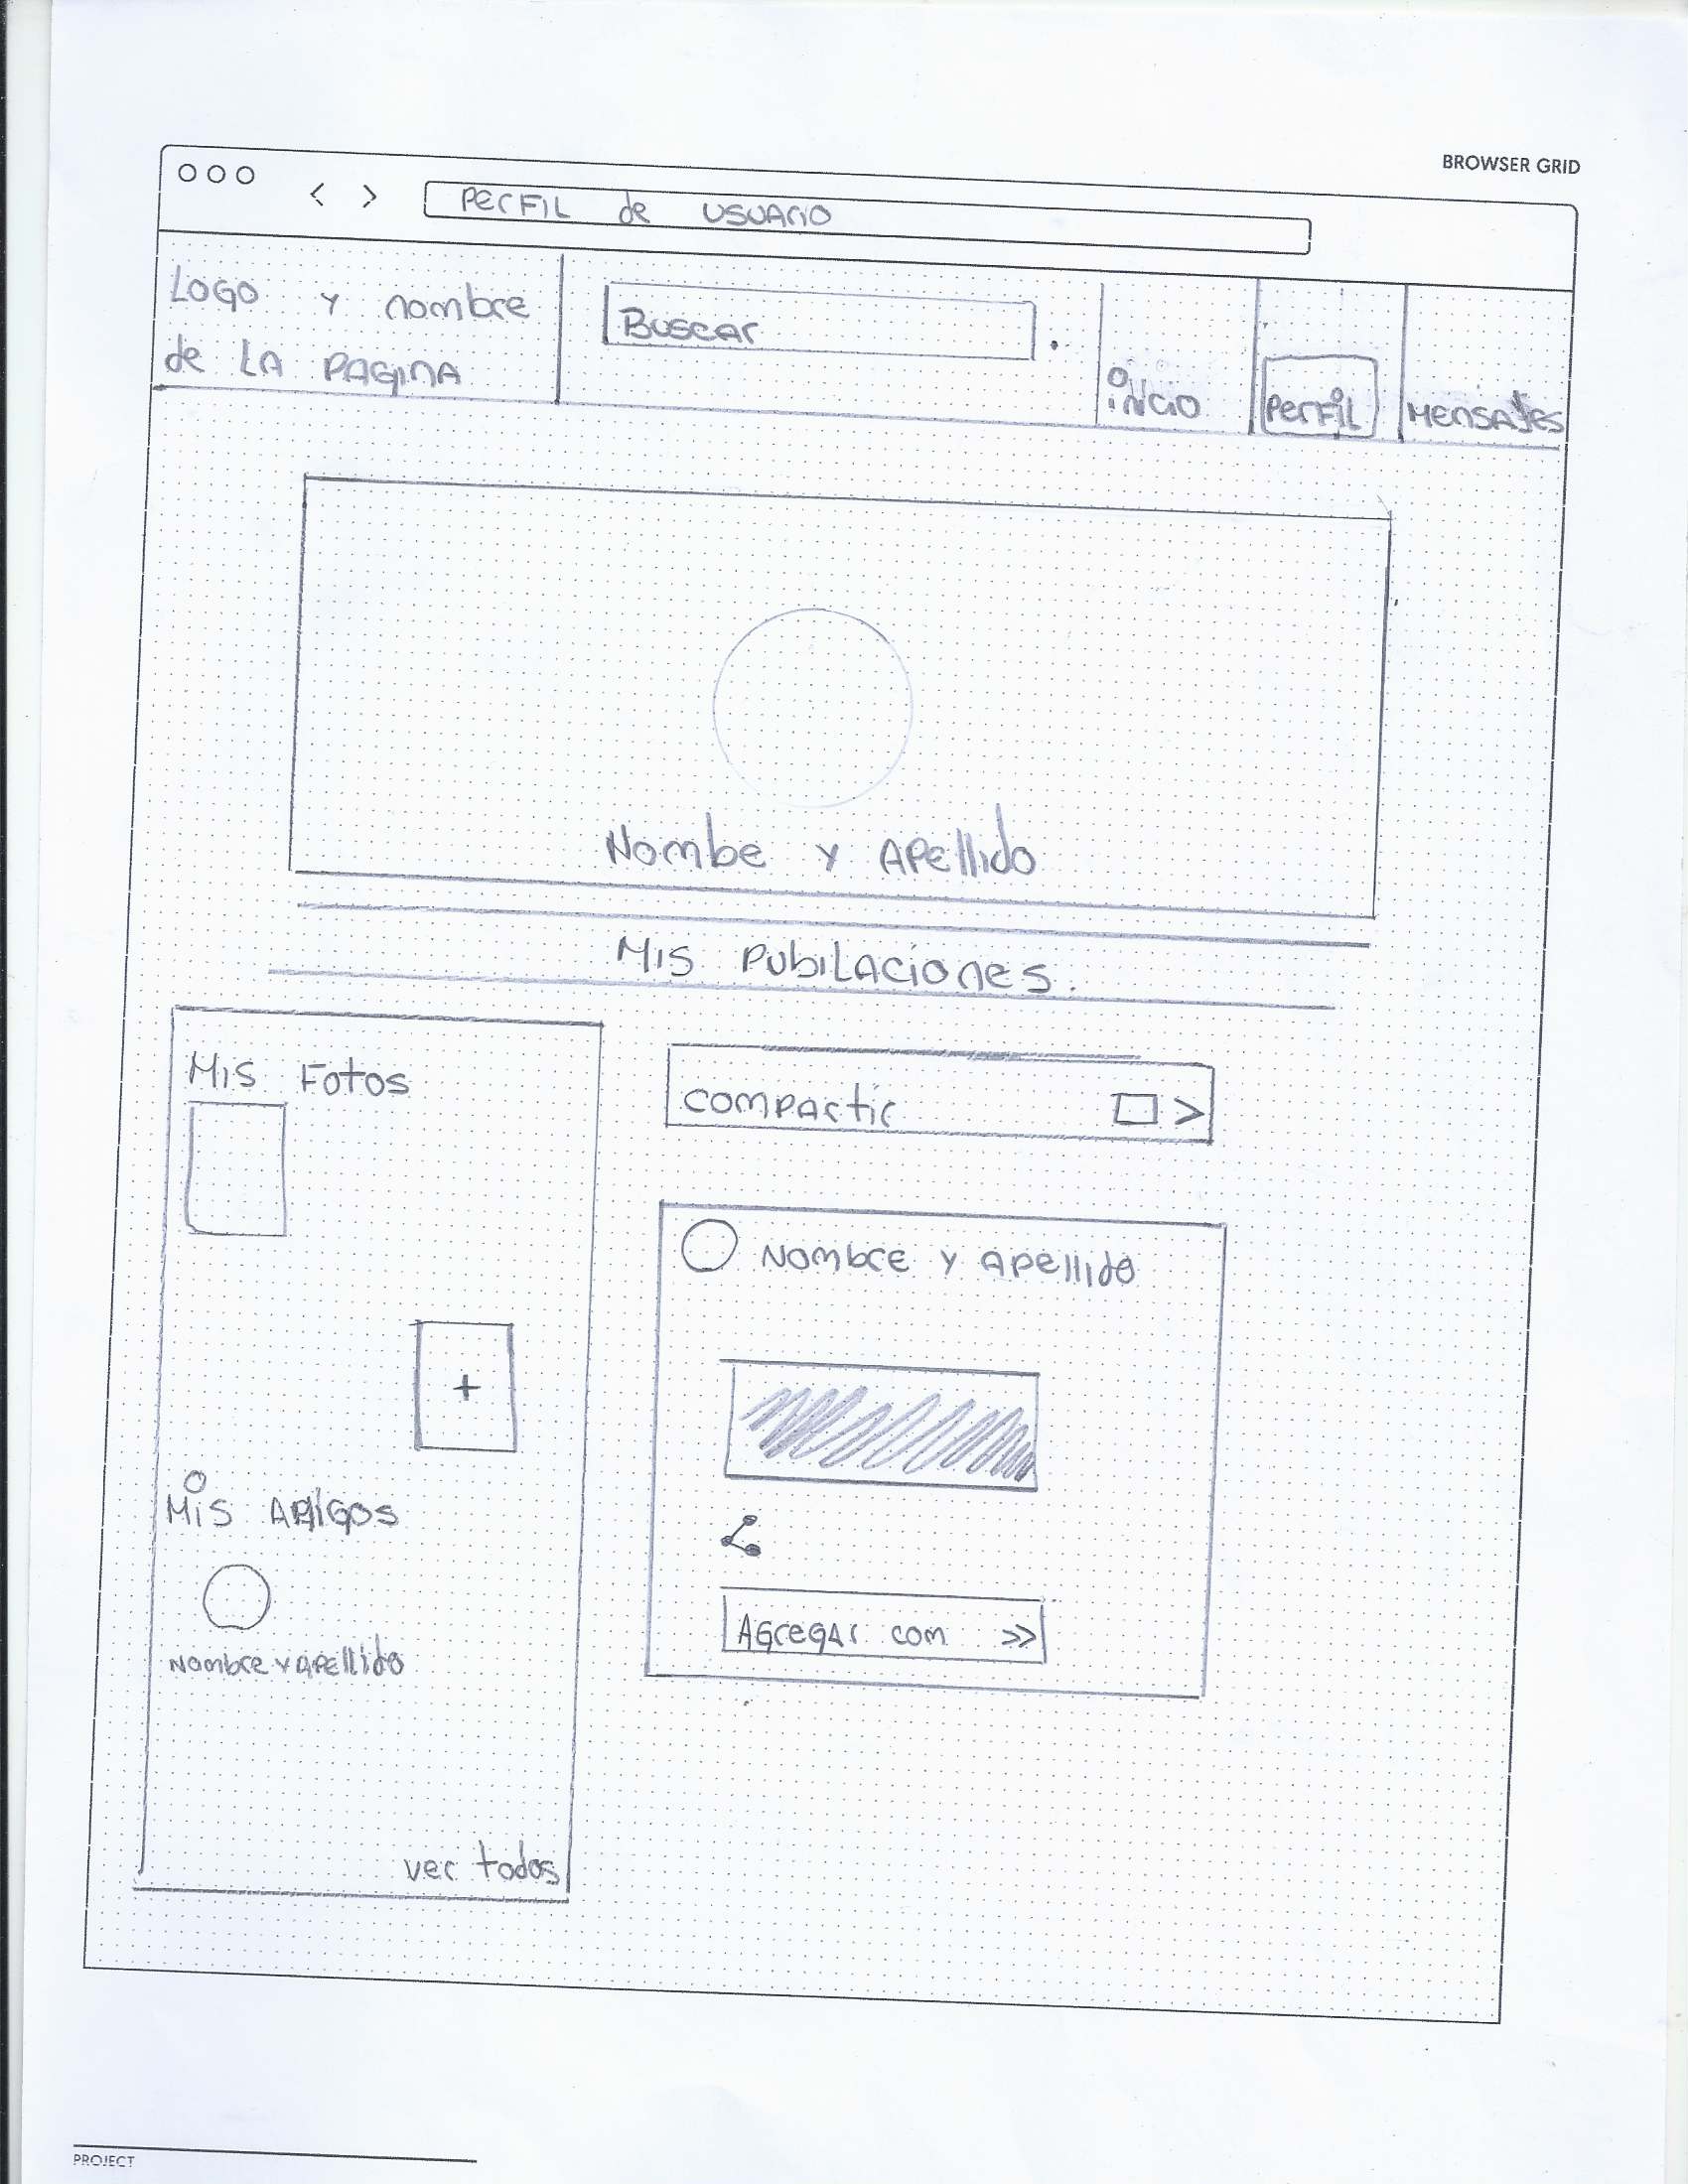 BROWSER GRID
< >
Perfil de usuario
Logo y nombre
de la pagina
Buscar
inicio
Perfil
Mensajes
Nombe y Apellido
Mis Pubilaciones.
Mis Fotos
compartir >
Nombre y Apellido
+
Mis Amigos
Nombre y Apellido
Agregar com >>
ver todos
PROJECT